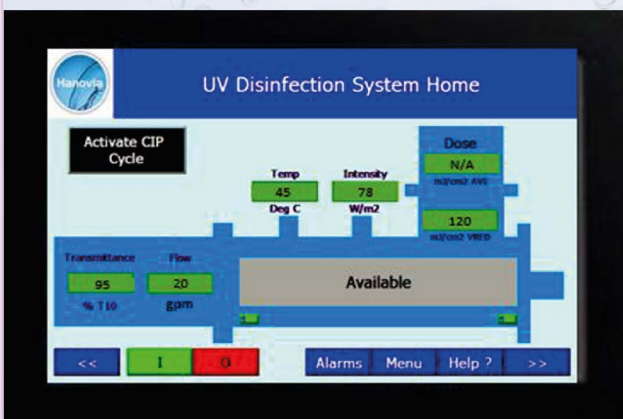 Hanovia
UV Disinfection System Home
Activate CIP
Cycle
Dose
N/A
mJ/cm2 AVE
Temp
Intensity
45
78
Deg C
W/m2
120
mJ/cm2 VRED
Transmittance
Flow
95
20
% T10
gpm
Available
<<
I
O
Alarms
Menu
Help ?
>>